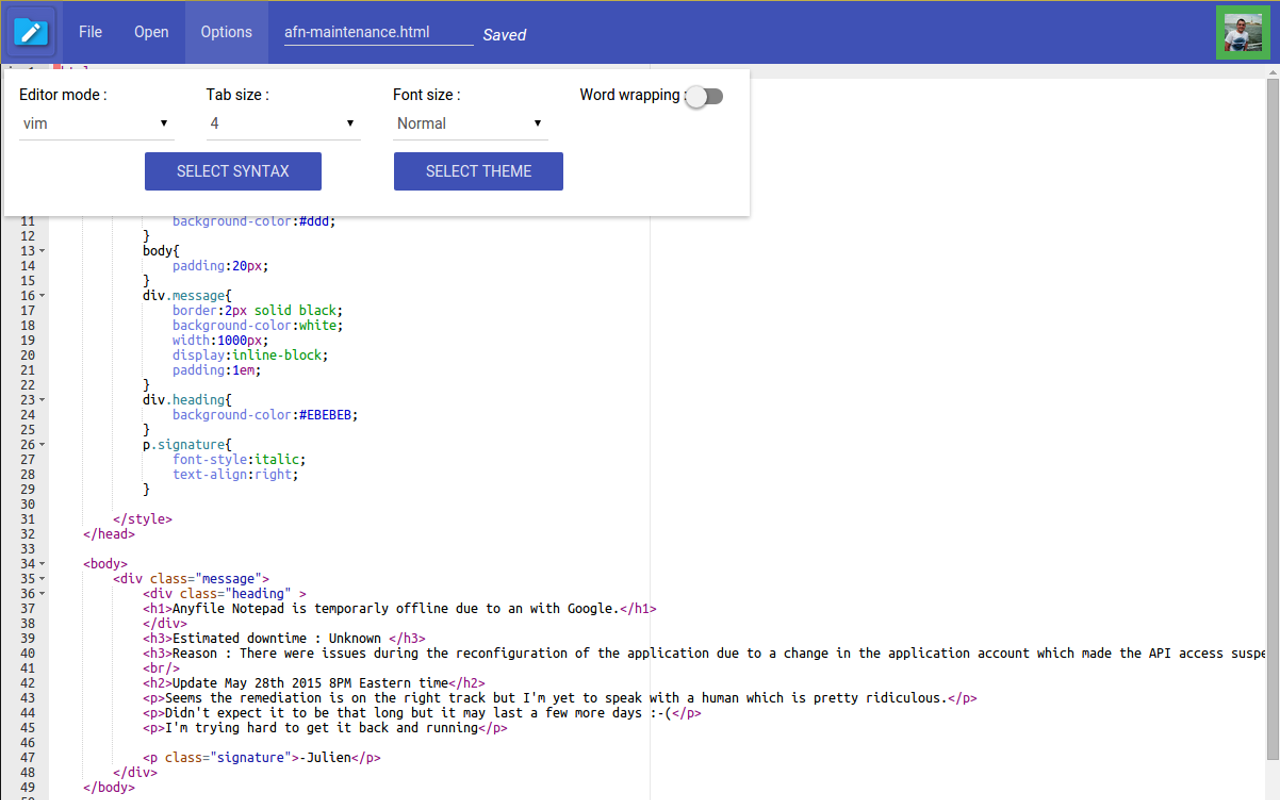 File Open Options afn-maintenance.html Saved
Editor mode : Tab size : Font size : Word wrapping :
vim 4 Normal
SELECT SYNTAX SELECT THEME
11 background-color:#ddd;
12 }
13 body{
14 padding:20px;
15 }
16 div.message{
17 border:2px solid black;
18 background-color:white;
19 width:1000px;
20 display:inline-block;
21 padding:1em;
22 }
23 div.heading{
24 background-color:#EBEBEB;
25 }
26 p.signature{
27 font-style:italic;
28 text-align:right;
29 }
30
31 </style>
32 </head>
33
34 <body>
35 <div class="message">
36 <div class="heading" >
37 <h1>Anyfile Notepad is temporarly offline due to an with Google.</h1>
38 </div>
39 <h3>Estimated downtime : Unknown </h3>
40 <h3>Reason : There were issues during the reconfiguration of the application due to a change in the application account which made the API access suspe
41 <br/>
42 <h2>Update May 28th 2015 8PM Eastern time</h2>
43 <p>Seems the remediation is on the right track but I'm yet to speak with a human which is pretty ridiculous.</p>
44 <p>Didn't expect it to be that long but it may last a few more days :-(</p>
45 <p>I'm trying hard to get it back and running</p>
46
47 <p class="signature">-Julien</p>
48 </div>
49 </body>